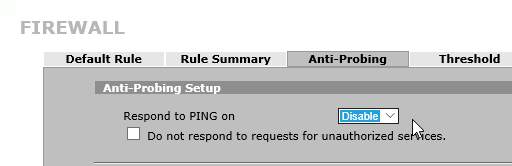 FIREWALL
Default Rule Rule Summary Anti-Probing Threshold
Anti-Probing Setup
Respond to PING on Disable
Do not respond to requests for unauthorized services.